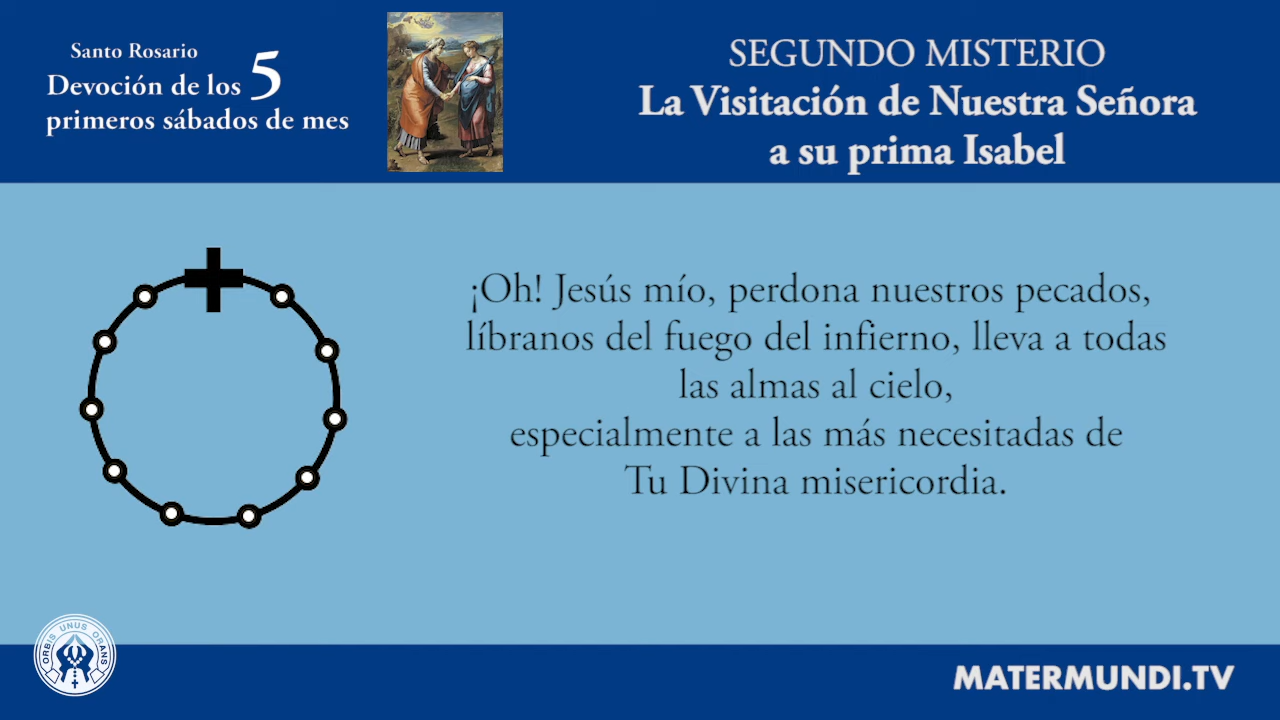 Santo Rosario
Devoción de los 5
primeros sábados de mes
SEGUNDO MISTERIO
La Visitación de Nuestra Señora
a su prima Isabel
¡Oh! Jesús mío, perdona nuestros pecados,
líbranos del fuego del infierno, lleva a todas
las almas al cielo,
especialmente a las más necesitadas de
Tu Divina misericordia.
ORBIS UNUS ORANS
MATERMUNDI.TV